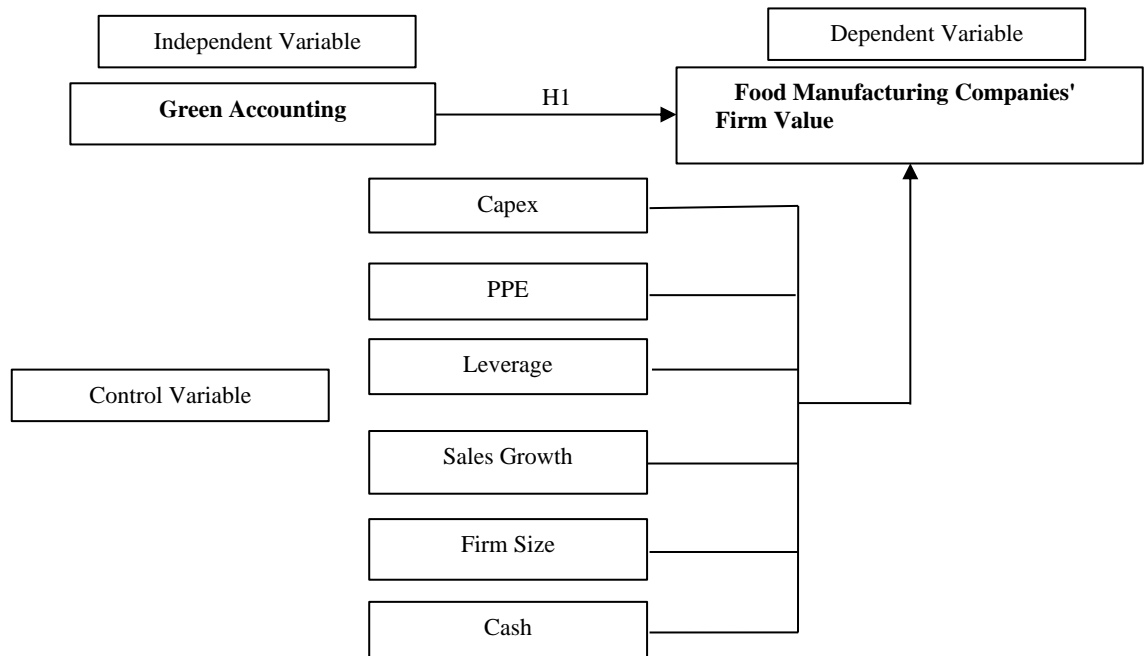 Independent Variable
Dependent Variable
Green Accounting
H1
Food Manufacturing Companies'
Firm Value
Capex
PPE
Leverage
Control Variable
Sales Growth
Firm Size
Cash